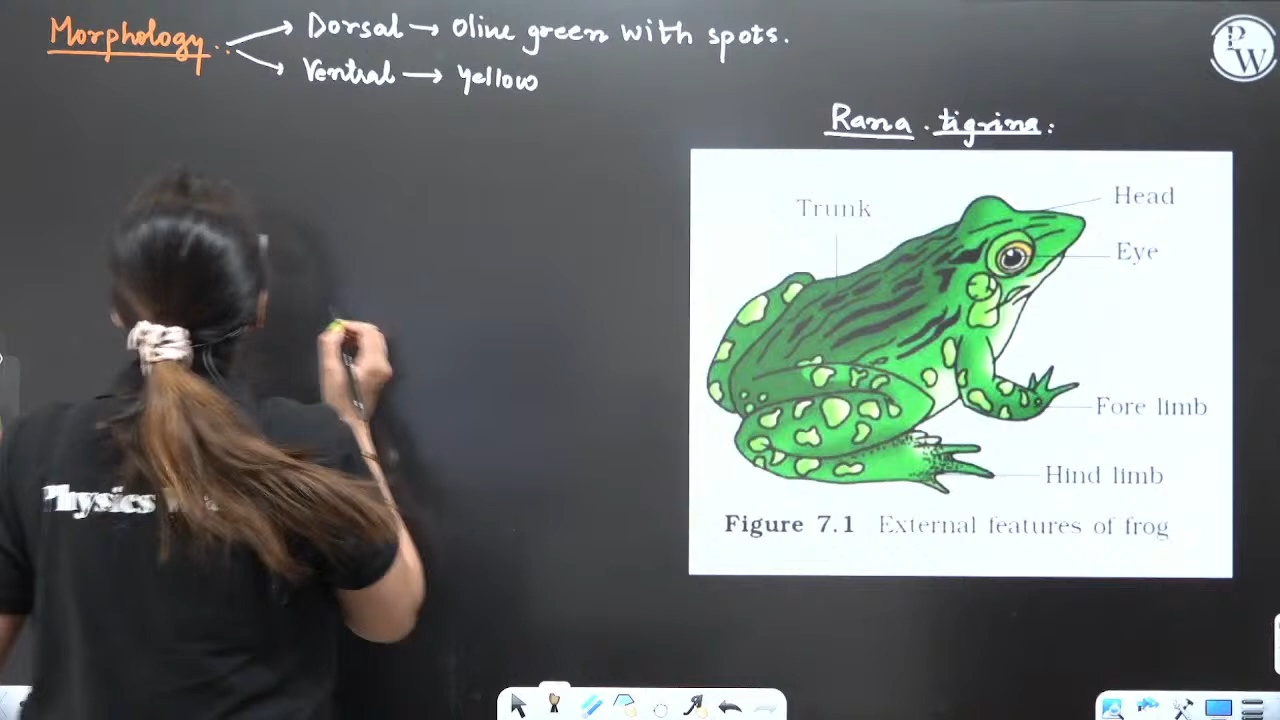 Morphology → Dorsal → Olive green with spots.
→ Ventral → Yellow
PW
Rana. tigrina:
Trunk
Head
Eye
Fore limb
Hind limb
Figure 7.1 External features of frog
Physics